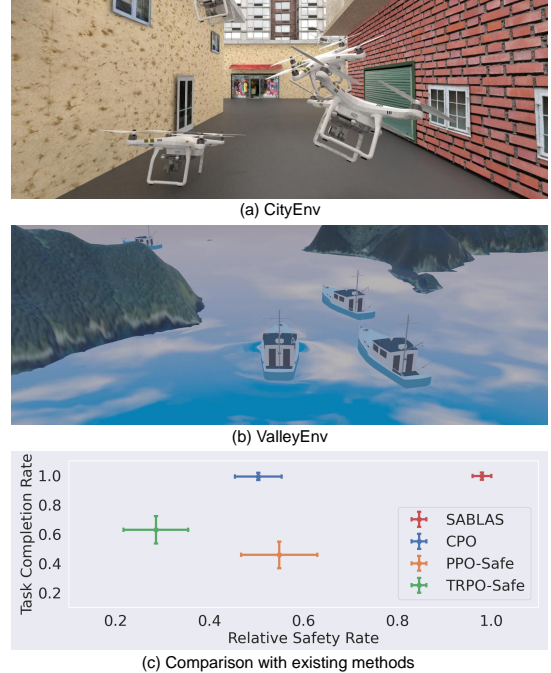 (a) CityEnv
(b) ValleyEnv
Task Completion Rate
1.0
0.8
0.6
0.4
0.2
SABLAS
CPO
PPO-Safe
TRPO-Safe
0.2 0.4 0.6 0.8 1.0
Relative Safety Rate
(c) Comparison with existing methods